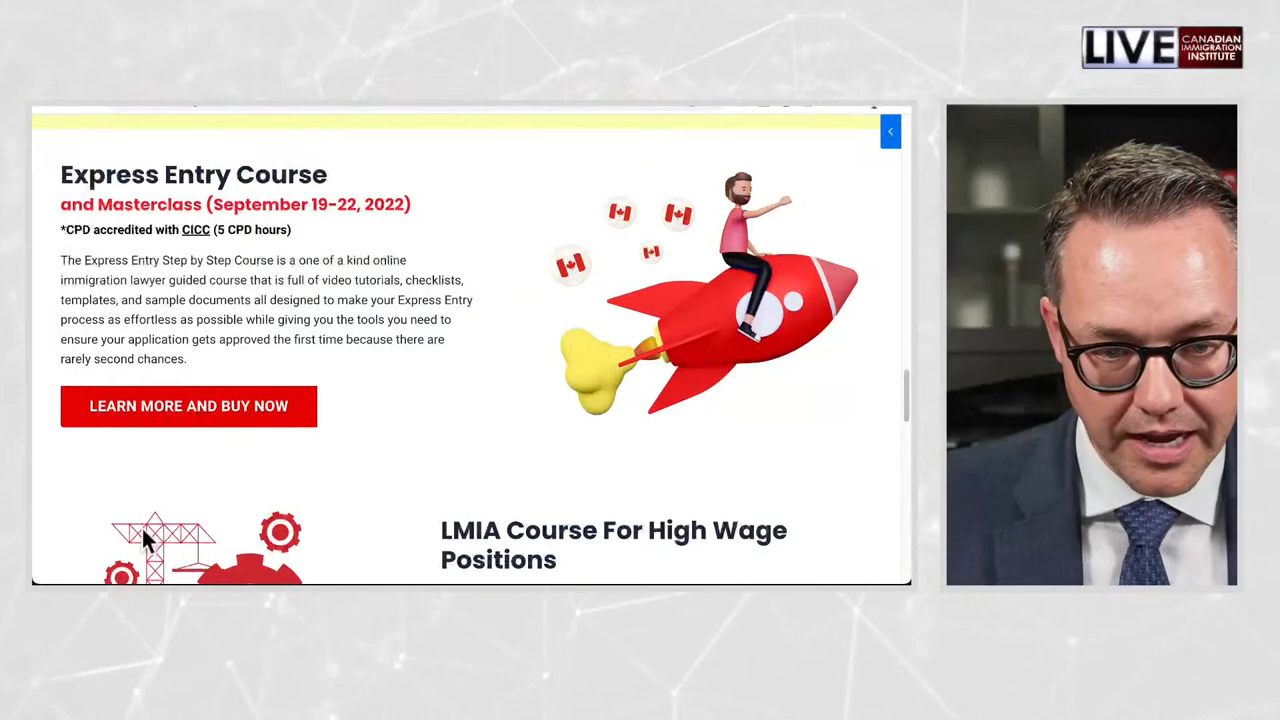 LIVE
CANADIAN
IMMIGRATION
INSTITUTE
Express Entry Course
and Masterclass (September 19-22, 2022)
*CPD accredited with CICC (5 CPD hours)
The Express Entry Step by Step Course is a one of a kind online
immigration lawyer guided course that is full of video tutorials, checklists,
templates, and sample documents all designed to make your Express Entry
process as effortless as possible while giving you the tools you need to
ensure your application gets approved the first time because there are
rarely second chances.
LEARN MORE AND BUY NOW
LMIA Course For High Wage
Positions